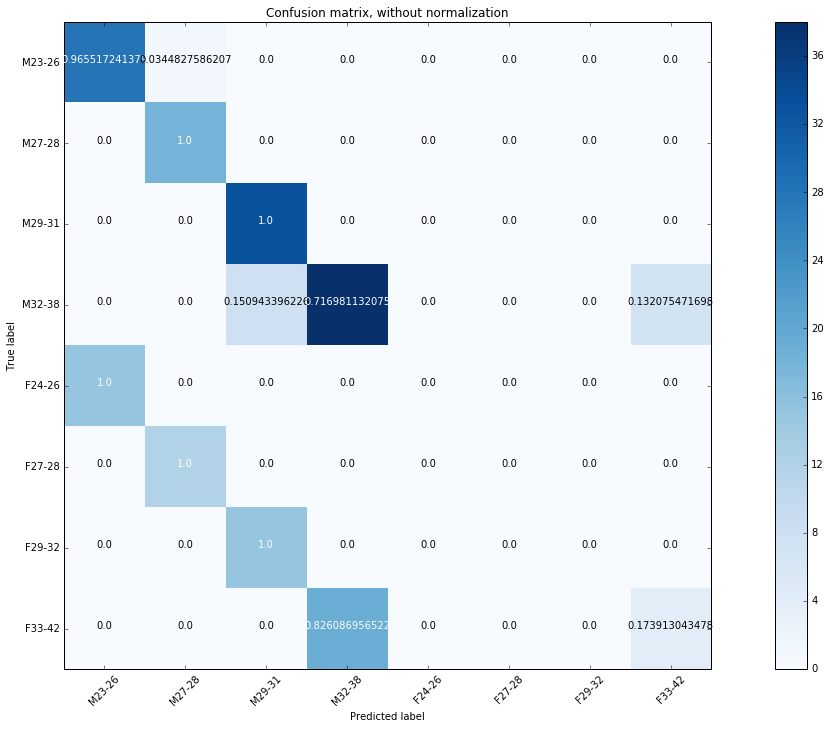 Confusion matrix, without normalization
M23-26 0.96551724137 0.0344827586207 0.0 0.0 0.0 0.0 0.0 0.0
M27-28 0.0 1.0 0.0 0.0 0.0 0.0 0.0 0.0
M29-31 0.0 0.0 1.0 0.0 0.0 0.0 0.0 0.0
M32-38 0.0 0.0 0.150943396226 0.716981132075 0.0 0.0 0.0 0.132075471698
F24-26 1.0 0.0 0.0 0.0 0.0 0.0 0.0 0.0
F27-28 0.0 1.0 0.0 0.0 0.0 0.0 0.0 0.0
F29-32 0.0 0.0 1.0 0.0 0.0 0.0 0.0 0.0
F33-42 0.0 0.0 0.0 0.826086956522 0.0 0.0 0.0 0.173913043478
True label
M23-26 M27-28 M29-31 M32-38 F24-26 F27-28 F29-32 F33-42
Predicted label
36
32
28
24
20
16
12
8
4
0